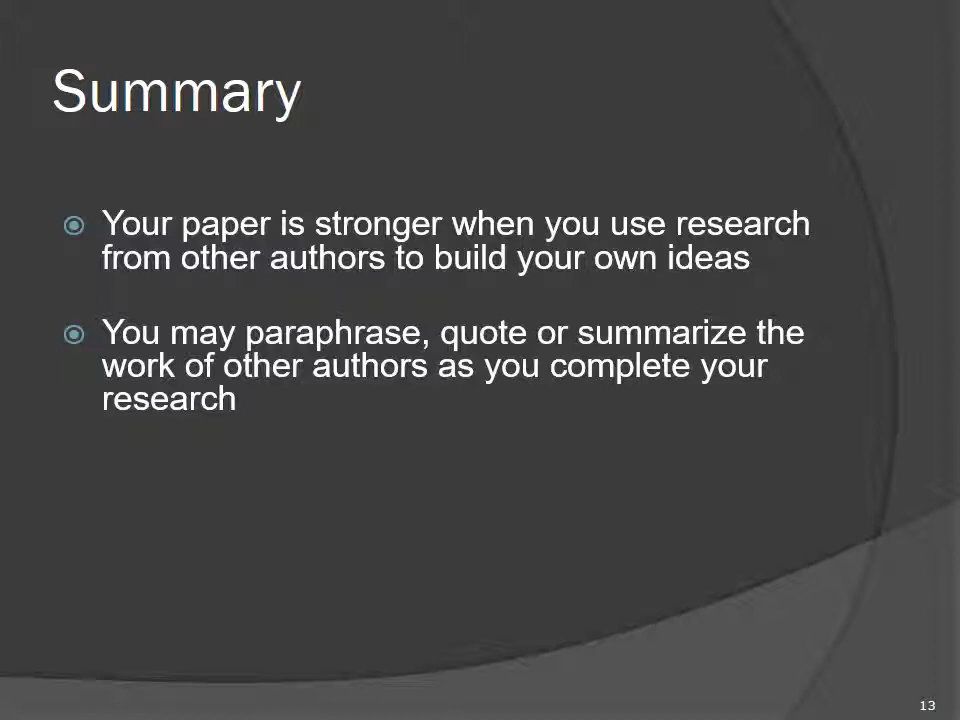 Summary
Your paper is stronger when you use research
from other authors to build your own ideas
You may paraphrase, quote or summarize the
work of other authors as you complete your
research
13